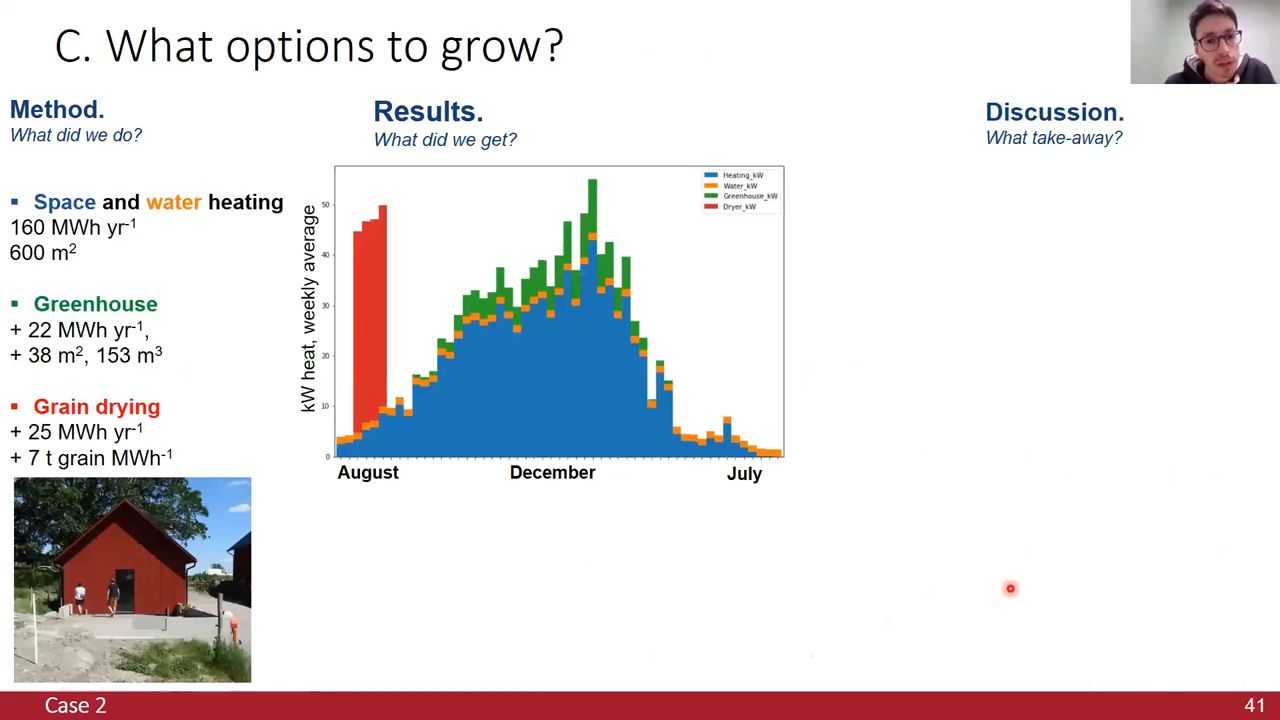 C. What options to grow?
Method.
What did we do?
▪ Space and water heating
160 MWh yr⁻¹
600 m²
▪ Greenhouse
+ 22 MWh yr⁻¹,
+ 38 m², 153 m³
▪ Grain drying
+ 25 MWh yr⁻¹
+ 7 t grain MWh⁻¹
Results.
What did we get?
kW heat, weekly average
50
40
30
20
10
0
Heating_kW
Water_kW
Greenhouse_kW
Dryer_kW
August
December
July
Discussion.
What take-away?
Case 2
41